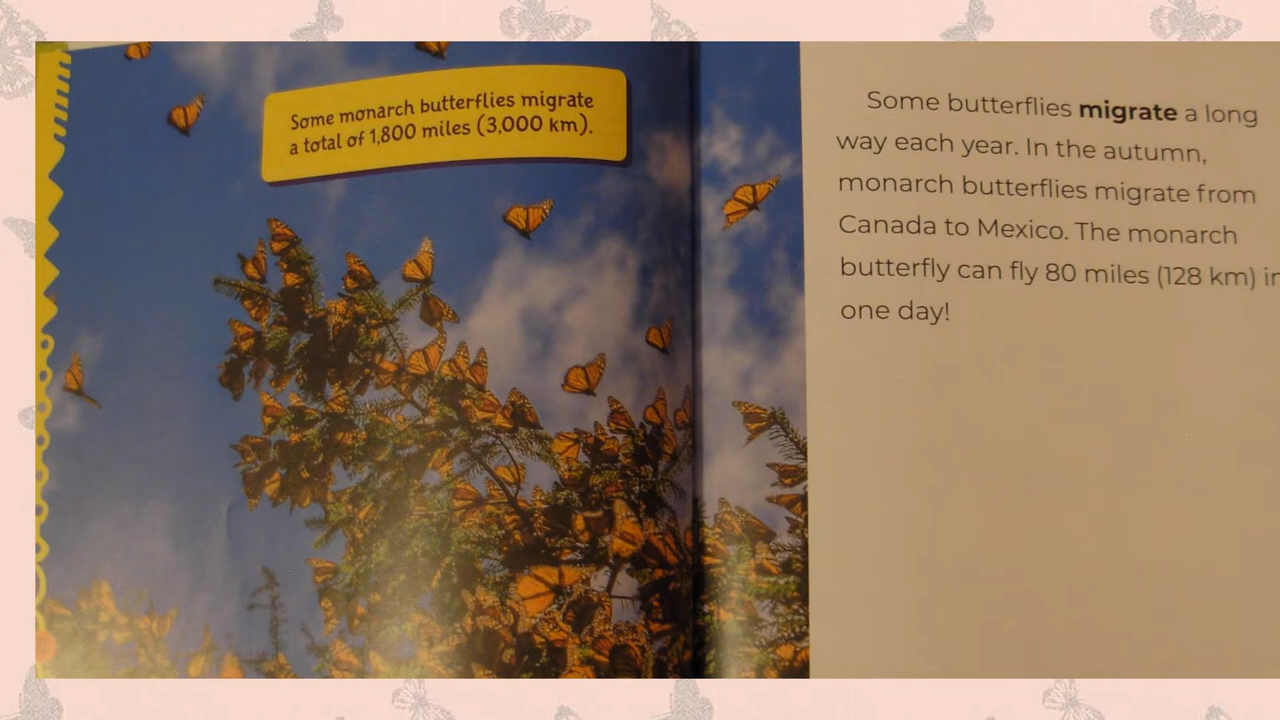 Some monarch butterflies migrate
a total of 1,800 miles (3,000 km).
Some butterflies migrate a long
way each year. In the autumn,
monarch butterflies migrate from
Canada to Mexico. The monarch
butterfly can fly 80 miles (128 km) in
one day!